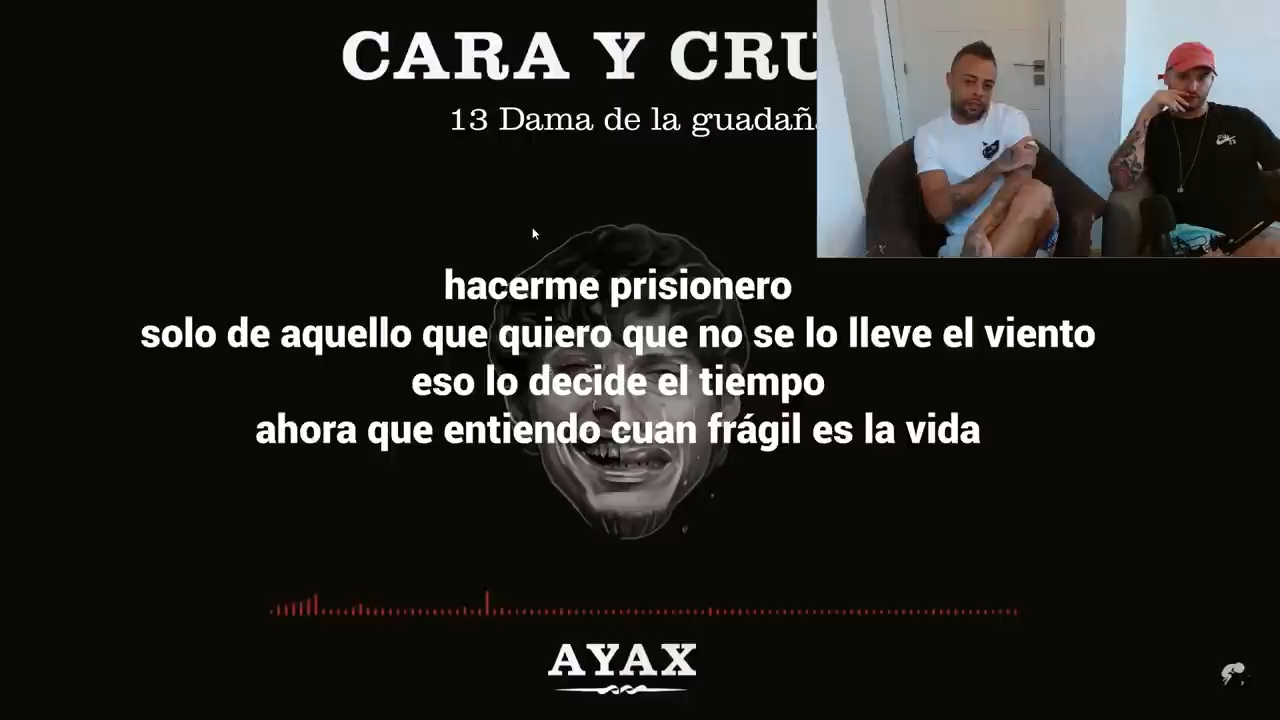 CARA Y CRU
13 Dama de la guadaña
hacerme prisionero
solo de aquello que quiero que no se lo lleve el viento
eso lo decide el tiempo
ahora que entiendo cuan frágil es la vida
AYAX